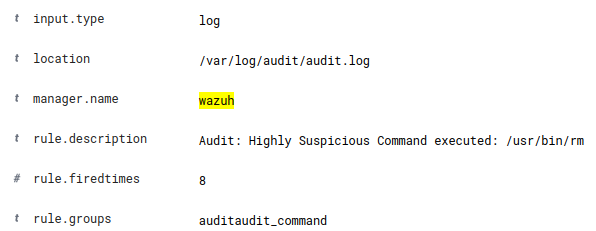 t input.type log
t location /var/log/audit/audit.log
t manager.name wazuh
t rule.description Audit: Highly Suspicious Command executed: /usr/bin/rm
# rule.firedtimes 8
t rule.groups auditaudit_command